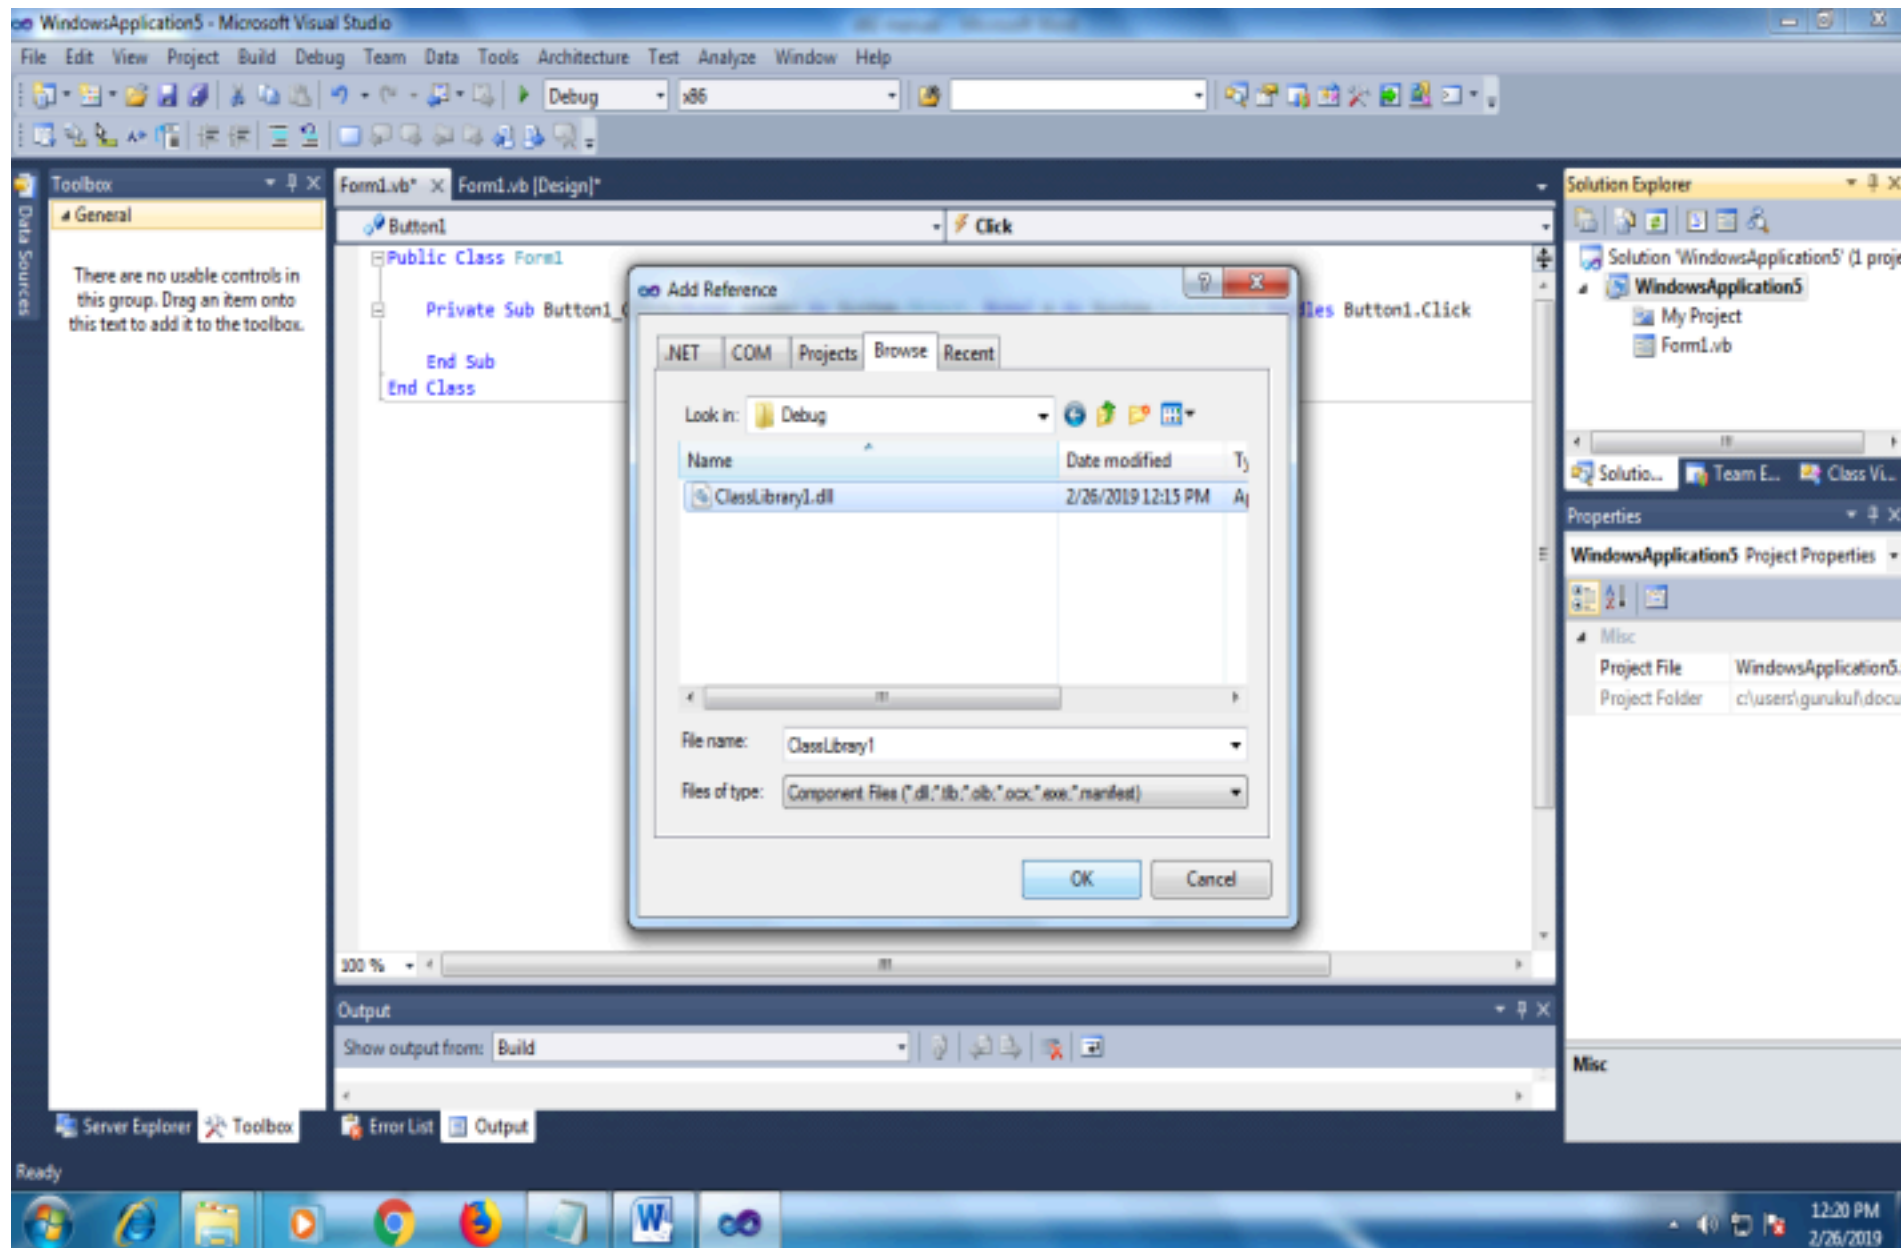 WindowsApplication5 - Microsoft Visual Studio
File Edit View Project Build Debug Team Data Tools Architecture Test Analyze Window Help
Debug x86
Data Sources
Toolbox
General
There are no usable controls in
this group. Drag an item onto
this text to add it to the toolbox.
Form1.vb* Form1.vb [Design]*
Button1 Click
Public Class Form1
Private Sub Button1_ Button1.Click
End Sub
End Class
Add Reference
.NET COM Projects Browse Recent
Look in: Debug
Name Date modified
ClassLibrary1.dll 2/26/2019 12:15 PM
File name: ClassLibrary1
Files of type: Component Files (*.dll;*.tlb;*.olb;*.ocx;*.exe;*.manifest)
OK Cancel
100 %
Output
Show output from: Build
Server Explorer Toolbox Error List Output
Solution Explorer
Solution 'WindowsApplication5' (1 proje
WindowsApplication5
My Project
Form1.vb
Solutio... Team E... Class Vi...
Properties
WindowsApplication5 Project Properties
Misc
Project File WindowsApplication5.
Project Folder c:\users\gurukul\docu
Misc
Ready
12:20 PM
2/26/2019